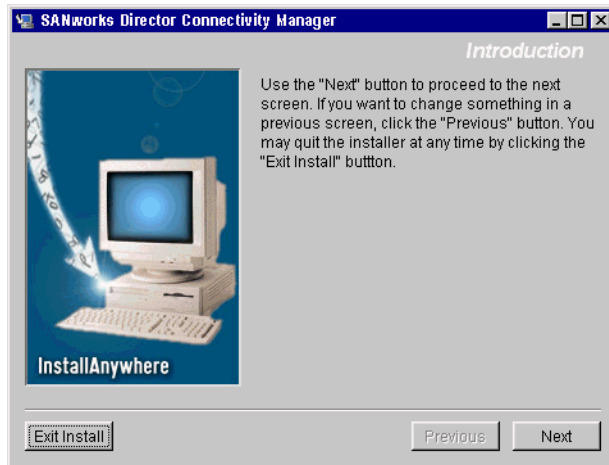 SANworks Director Connectivity Manager
Introduction
Use the "Next" button to proceed to the next
screen. If you want to change something in a
previous screen, click the "Previous" button. You
may quit the installer at any time by clicking the
"Exit Install" buttton.
InstallAnywhere
Exit Install
Previous
Next